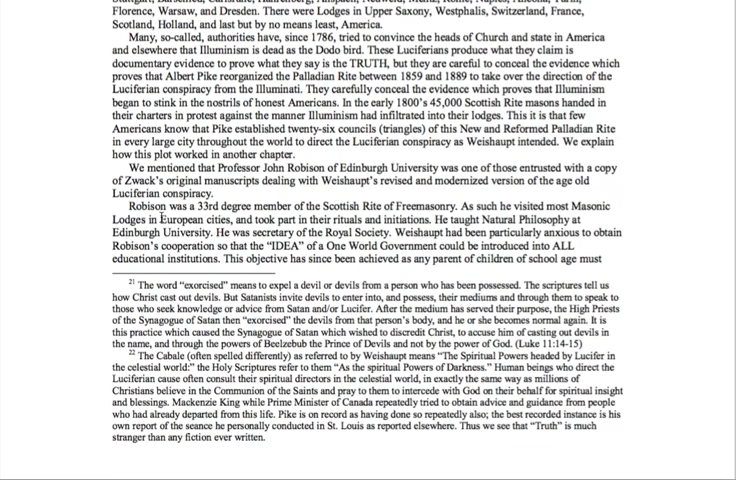 Florence, Warsaw, and Dresden. There were Lodges in Upper Saxony, Westphalis, Switzerland, France,
Scotland, Holland, and last but by no means least, America.
Many, so-called, authorities have, since 1786, tried to convince the heads of Church and state in America
and elsewhere that Illuminism is dead as the Dodo bird. These Luciferians produce what they claim is
documentary evidence to prove what they say is the TRUTH, but they are careful to conceal the evidence which
proves that Albert Pike reorganized the Palladian Rite between 1859 and 1889 to take over the direction of the
Luciferian conspiracy from the Illuminati. They carefully conceal the evidence which proves that Illuminism
began to stink in the nostrils of honest Americans. In the early 1800's 45,000 Scottish Rite masons handed in
their charters in protest against the manner Illuminism had infiltrated into their lodges. This it is that few
Americans know that Pike established twenty-six councils (triangles) of this New and Reformed Palladian Rite
in every large city throughout the world to direct the Luciferian conspiracy as Weishaupt intended. We explain
how this plot worked in another chapter.
We mentioned that Professor John Robison of Edinburgh University was one of those entrusted with a copy
of Zwack's original manuscripts dealing with Weishaupt's revised and modernized version of the age old
Luciferian conspiracy.
Robison was a 33rd degree member of the Scottish Rite of Freemasonry. As such he visited most Masonic
Lodges in European cities, and took part in their rituals and initiations. He taught Natural Philosophy at
Edinburgh University. He was secretary of the Royal Society. Weishaupt had been particularly anxious to obtain
Robison's cooperation so that the "IDEA" of a One World Government could be introduced into ALL
educational institutions. This objective has since been achieved as any parent of children of school age must
21 The word "exorcised" means to expel a devil or devils from a person who has been possessed. The scriptures tell us
how Christ cast out devils. But Satanists invite devils to enter into, and possess, their mediums and through them to speak to
those who seek knowledge or advice from Satan and/or Lucifer. After the medium has served their purpose, the High Priests
of the Synagogue of Satan then "exorcised" the devils from that person's body, and he or she becomes normal again. It is
this practice which caused the Synagogue of Satan which wished to discredit Christ, to accuse him of casting out devils in
the name, and through the powers of Beelzebub the Prince of Devils and not by the power of God. (Luke 11:14-15)
22 The Cabale (often spelled differently) as referred to by Weishaupt means "The Spiritual Powers headed by Lucifer in
the celestial world:" the Holy Scriptures refer to them "As the spiritual Powers of Darkness." Human beings who direct the
Luciferian cause often consult their spiritual directors in the celestial world, in exactly the same way as millions of
Christians believe in the Communion of the Saints and pray to them to intercede with God on their behalf for spiritual insight
and blessings. Mackenzie King while Prime Minister of Canada repeatedly tried to obtain advice and guidance from people
who had already departed from this life. Pike is on record as having done so repeatedly also; the best recorded instance is his
own report of the seance he personally conducted in St. Louis as reported elsewhere. Thus we see that "Truth" is much
stranger than any fiction ever written.